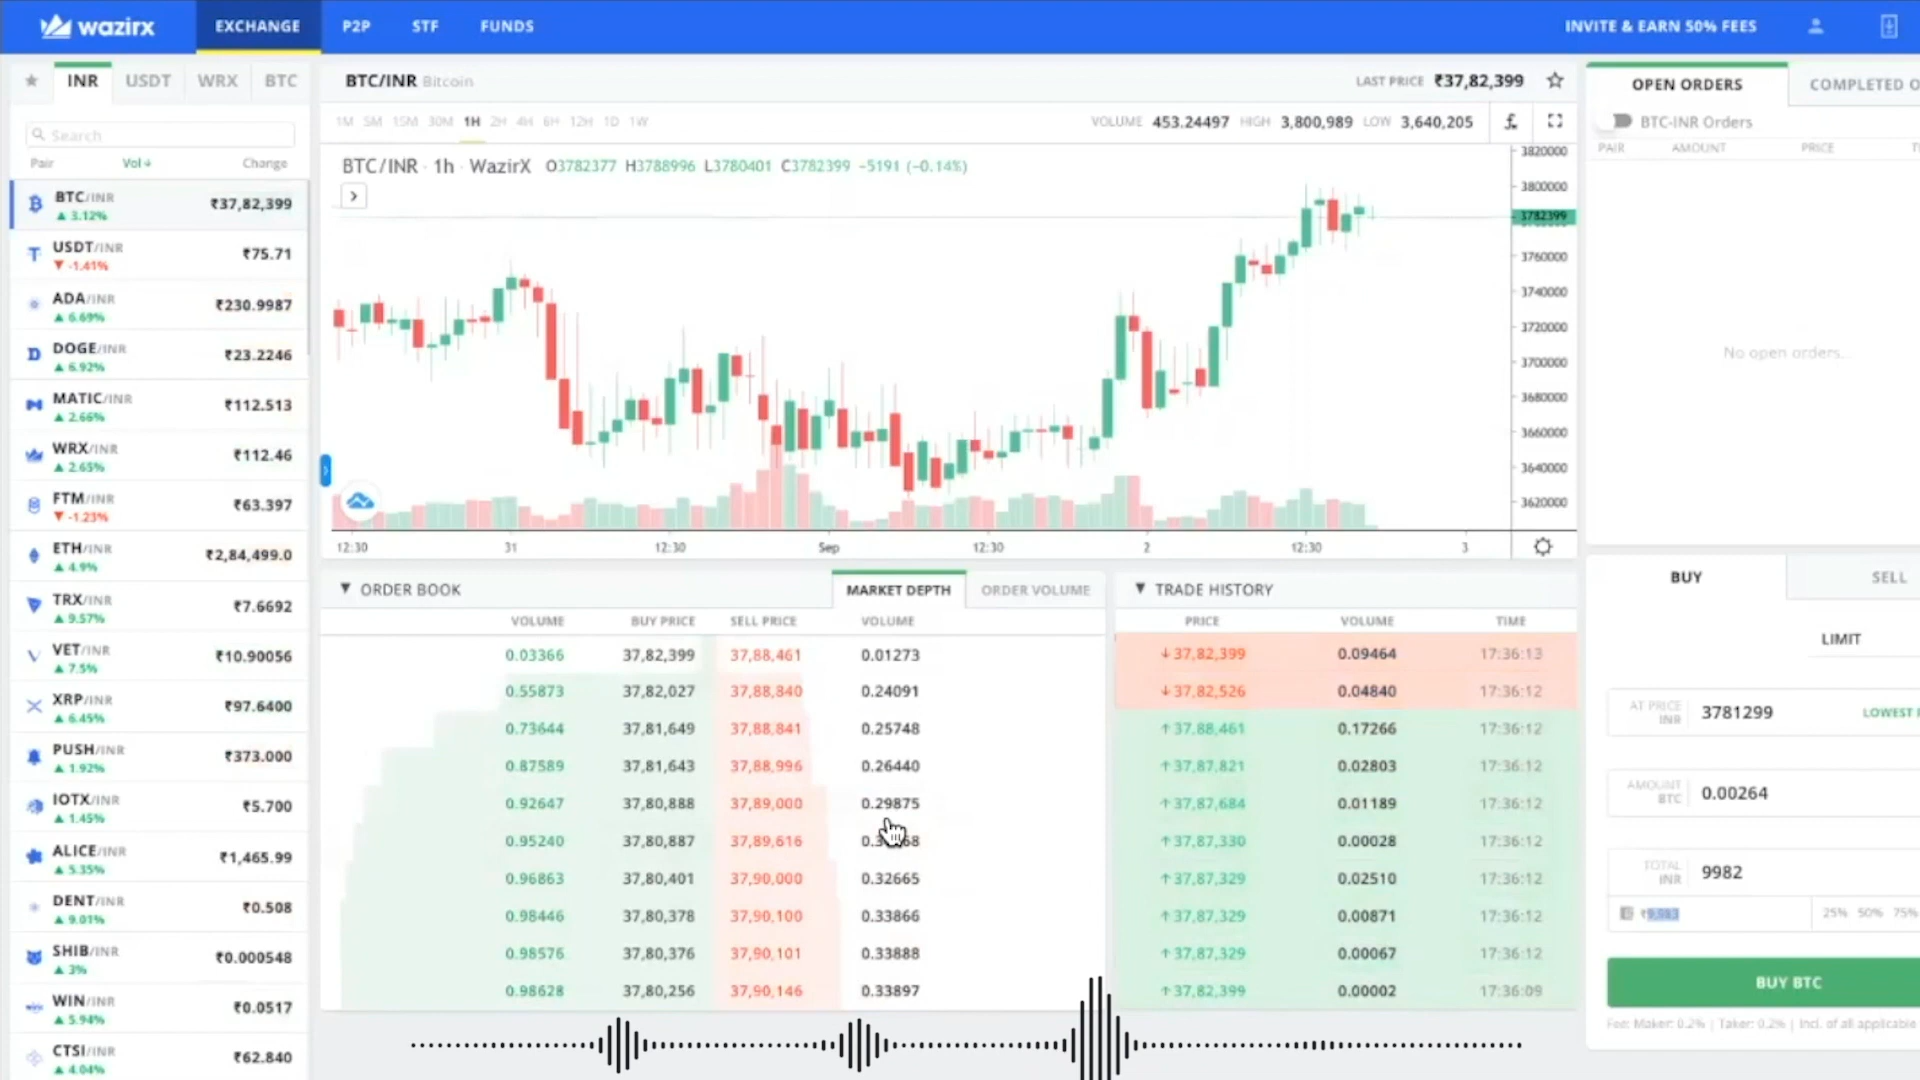 wazirx EXCHANGE P2P STF FUNDS INVITE & EARN 50% FEES
INR USDT WRX BTC
Search
Pair Vol Change
BTC/INR ₹37,82,399
▲ 3.12%
USDT/INR ₹75.71
▼ -1.41%
ADA/INR ₹230.9987
▲ 6.69%
DOGE/INR ₹23.2246
▲ 6.92%
MATIC/INR ₹112.513
▲ 2.66%
WRX/INR ₹112.46
▲ 2.65%
FTM/INR ₹63.397
▼ -1.23%
ETH/INR ₹2,84,499.0
▲ 4.9%
TRX/INR ₹7.6692
▲ 9.57%
VET/INR ₹10.90056
▲ 7.5%
XRP/INR ₹97.6400
▲ 6.45%
PUSH/INR ₹373.000
▲ 1.92%
IOTX/INR ₹5.700
▲ 1.45%
ALICE/INR ₹1,465.99
▲ 5.35%
DENT/INR ₹0.508
▲ 9.01%
SHIB/INR ₹0.000548
▲ 3%
WIN/INR ₹0.0517
▲ 5.94%
CTSI/INR ₹62.840
▲ 4.04%
BTC/INR Bitcoin LAST PRICE ₹37,82,399
1M 5M 15M 30M 1H 2H 4H 6H 12H 1D 1W VOLUME 453.24497 HIGH 3,800,989 LOW 3,640,205
BTC/INR · 1h · WazirX O3782377 H3788996 L3780401 C3782399 −5191 (−0.14%)
3820000
3800000
3782399
3760000
3740000
3720000
3700000
3680000
3660000
3640000
3620000
12:30 31 12:30 Sep 12:30 2 12:30 3
▼ ORDER BOOK MARKET DEPTH ORDER VOLUME
VOLUME BUY PRICE SELL PRICE VOLUME
0.03366 37,82,399 37,88,461 0.01273
0.55873 37,82,027 37,88,840 0.24091
0.73644 37,81,649 37,88,841 0.25748
0.87589 37,81,643 37,88,996 0.26440
0.92647 37,80,888 37,89,000 0.29875
0.95240 37,80,887 37,89,616
0.96863 37,80,401 37,90,000 0.32665
0.98446 37,80,378 37,90,100 0.33866
0.98576 37,80,376 37,90,101 0.33888
0.98628 37,80,256 37,90,146 0.33897
▼ TRADE HISTORY
PRICE VOLUME TIME
↓ 37,82,399 0.09464 17:36:13
↓ 37,82,526 0.04840 17:36:12
↑ 37,88,461 0.17266 17:36:12
↑ 37,87,821 0.02803 17:36:12
↑ 37,87,684 0.01189 17:36:12
↑ 37,87,330 0.00028 17:36:12
↑ 37,87,329 0.02510 17:36:12
↑ 37,87,329 0.00871 17:36:12
↑ 37,87,329 0.00067 17:36:12
↑ 37,82,399 0.00002 17:36:09
OPEN ORDERS COMPLETED O
BTC-INR Orders
PAIR AMOUNT PRICE
No open orders...
BUY SELL
LIMIT
AT PRICE INR 3781299 LOWEST
AMOUNT BTC 0.00264
TOTAL INR 9982
25% 50% 75%
BUY BTC
Fee: Maker: 0.2% | Taker: 0.2% | Incl. of all applicable